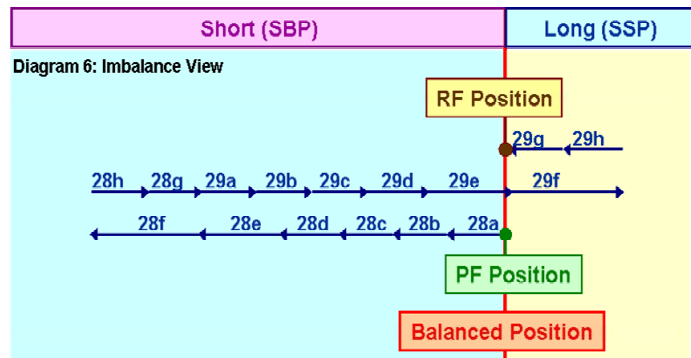 Short (SBP) Long (SSP)
Diagram 6: Imbalance View
RF Position
29g 29h
28h 28g 29a 29b 29c 29d 29e 29f
28f 28e 28d 28c 28b 28a
PF Position
Balanced Position